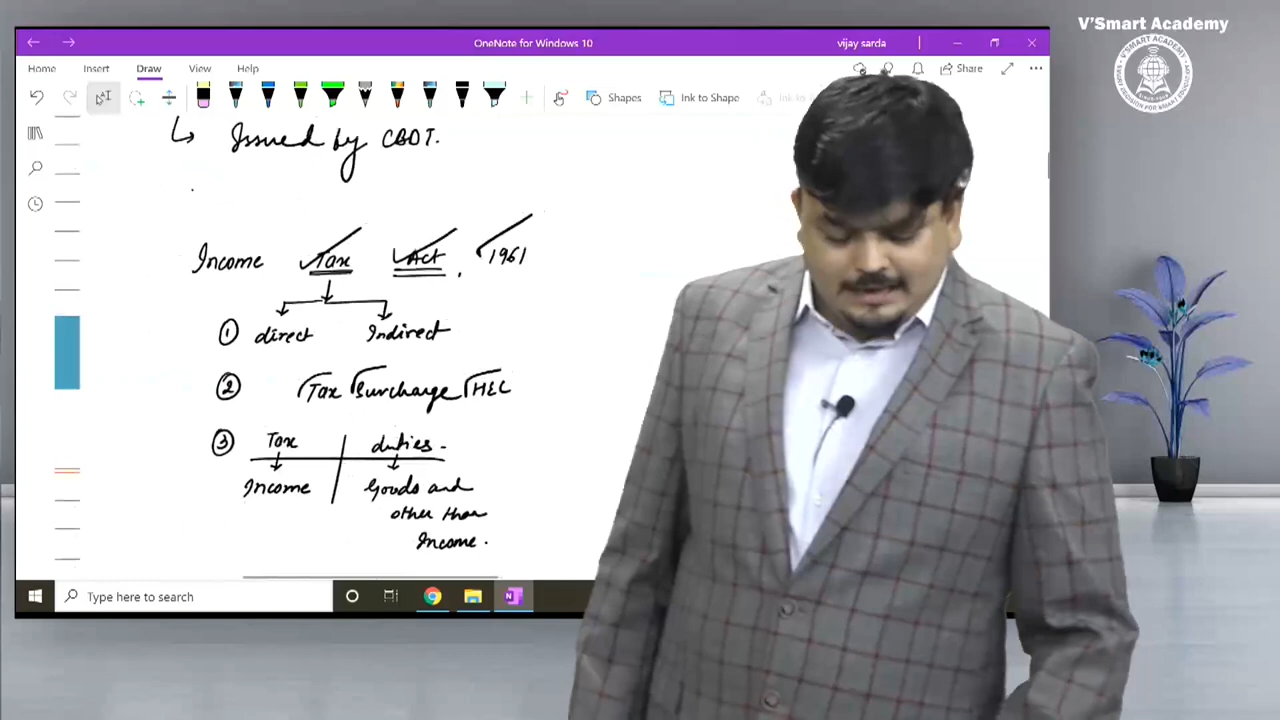 V'Smart Academy
OneNote for Windows 10
vijay sarda
Home Insert Draw View Help
Share
Shapes Ink to Shape Ink to
Issued by CBDT.
Income Tax Act, 1961
① direct Indirect
② Tax Surcharge HEC
③ Tax duties.
Income Goods and
other than
Income.
Type here to search